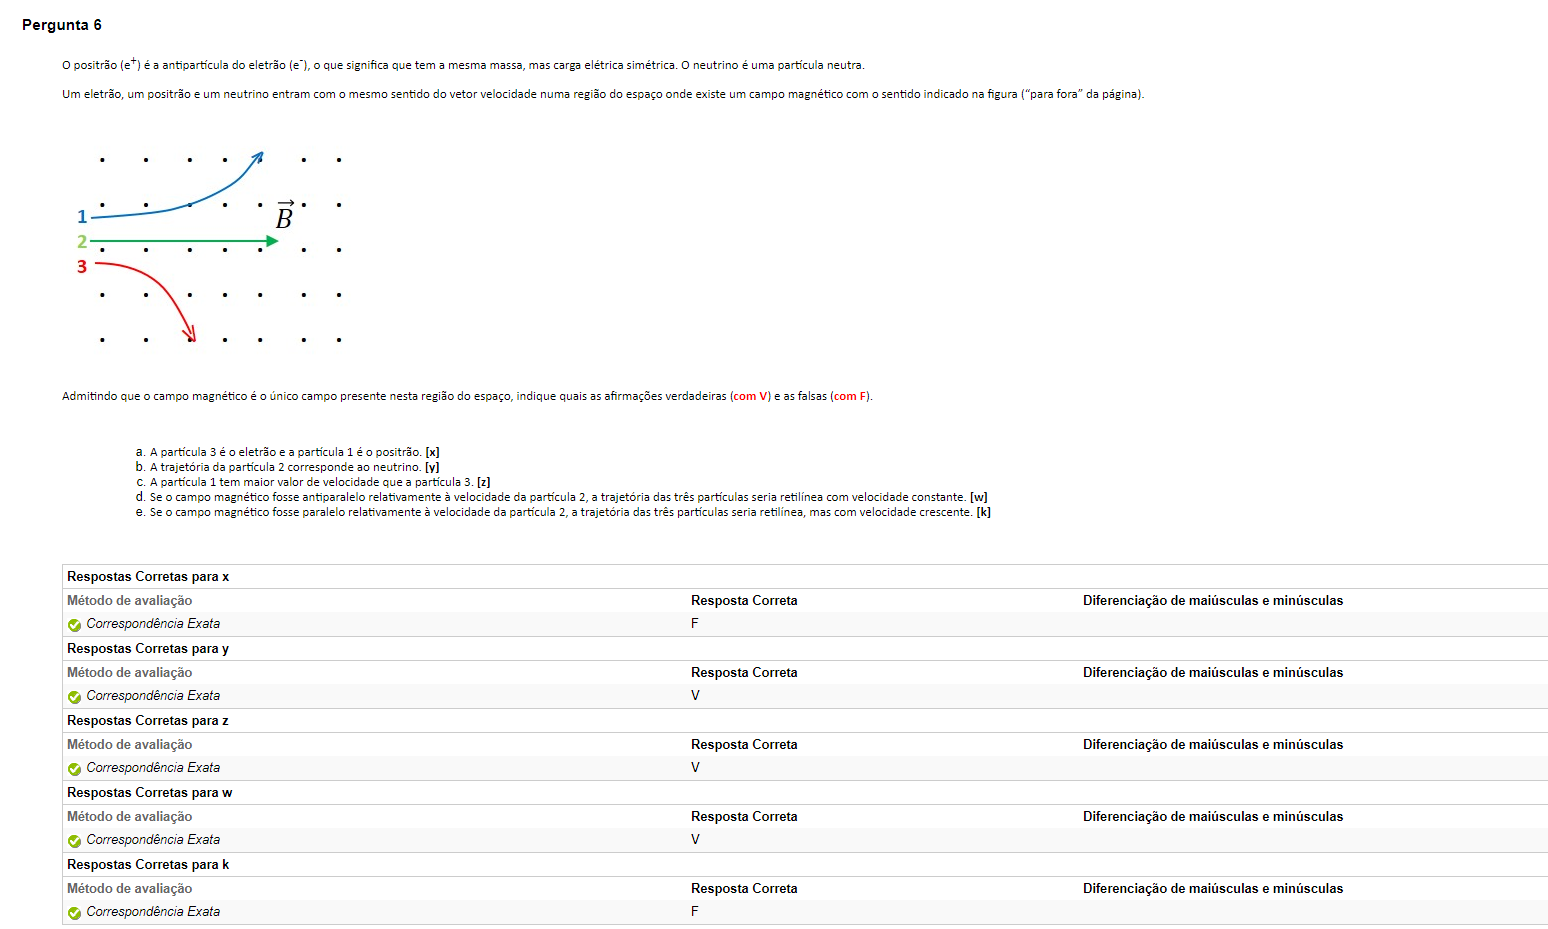 Pergunta 6
O positrão (e+) é a antipartícula do eletrão (e-), o que significa que tem a mesma massa, mas carga elétrica simétrica. O neutrino é uma partícula neutra.
Um eletrão, um positrão e um neutrino entram com o mesmo sentido do vetor velocidade numa região do espaço onde existe um campo magnético com o sentido indicado na figura (“para fora” da página).
1
B
2
3
Admitindo que o campo magnético é o único campo presente nesta região do espaço, indique quais as afirmações verdadeiras (com V) e as falsas (com F).
a. A partícula 3 é o eletrão e a partícula 1 é o positrão. [x]
b. A trajetória da partícula 2 corresponde ao neutrino. [y]
c. A partícula 1 tem maior valor de velocidade que a partícula 3. [z]
d. Se o campo magnético fosse antiparalelo relativamente à velocidade da partícula 2, a trajetória das três partículas seria retilínea com velocidade constante. [w]
e. Se o campo magnético fosse paralelo relativamente à velocidade da partícula 2, a trajetória das três partículas seria retilínea, mas com velocidade crescente. [k]
Respostas Corretas para x
Método de avaliação Resposta Correta Diferenciação de maiúsculas e minúsculas
Correspondência Exata F
Respostas Corretas para y
Método de avaliação Resposta Correta Diferenciação de maiúsculas e minúsculas
Correspondência Exata V
Respostas Corretas para z
Método de avaliação Resposta Correta Diferenciação de maiúsculas e minúsculas
Correspondência Exata V
Respostas Corretas para w
Método de avaliação Resposta Correta Diferenciação de maiúsculas e minúsculas
Correspondência Exata V
Respostas Corretas para k
Método de avaliação Resposta Correta Diferenciação de maiúsculas e minúsculas
Correspondência Exata F